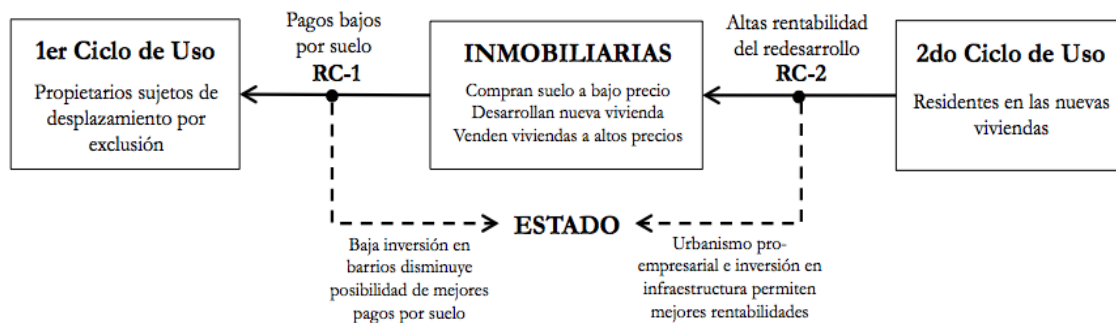 1er Ciclo de Uso
Propietarios sujetos de
desplazamiento por
exclusión
Pagos bajos
por suelo
RC-1
INMOBILIARIAS
Compran suelo a bajo precio
Desarrollan nueva vivienda
Venden viviendas a altos precios
Altas rentabilidad
del redesarrollo
RC-2
2do Ciclo de Uso
Residentes en las nuevas
viviendas
ESTADO
Baja inversión en
barrios disminuye
posibilidad de mejores
pagos por suelo
Urbanismo pro-
empresarial e inversión en
infraestructura permiten
mejores rentabilidades